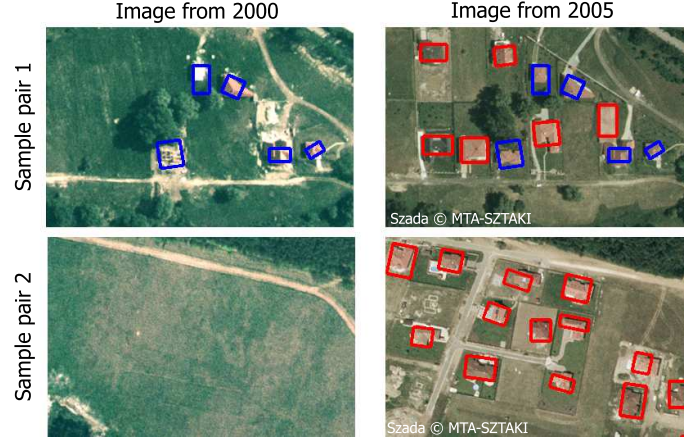 Image from 2000
Image from 2005
Sample pair 1
Szada © MTA-SZTAKI
Sample pair 2
Szada © MTA-SZTAKI